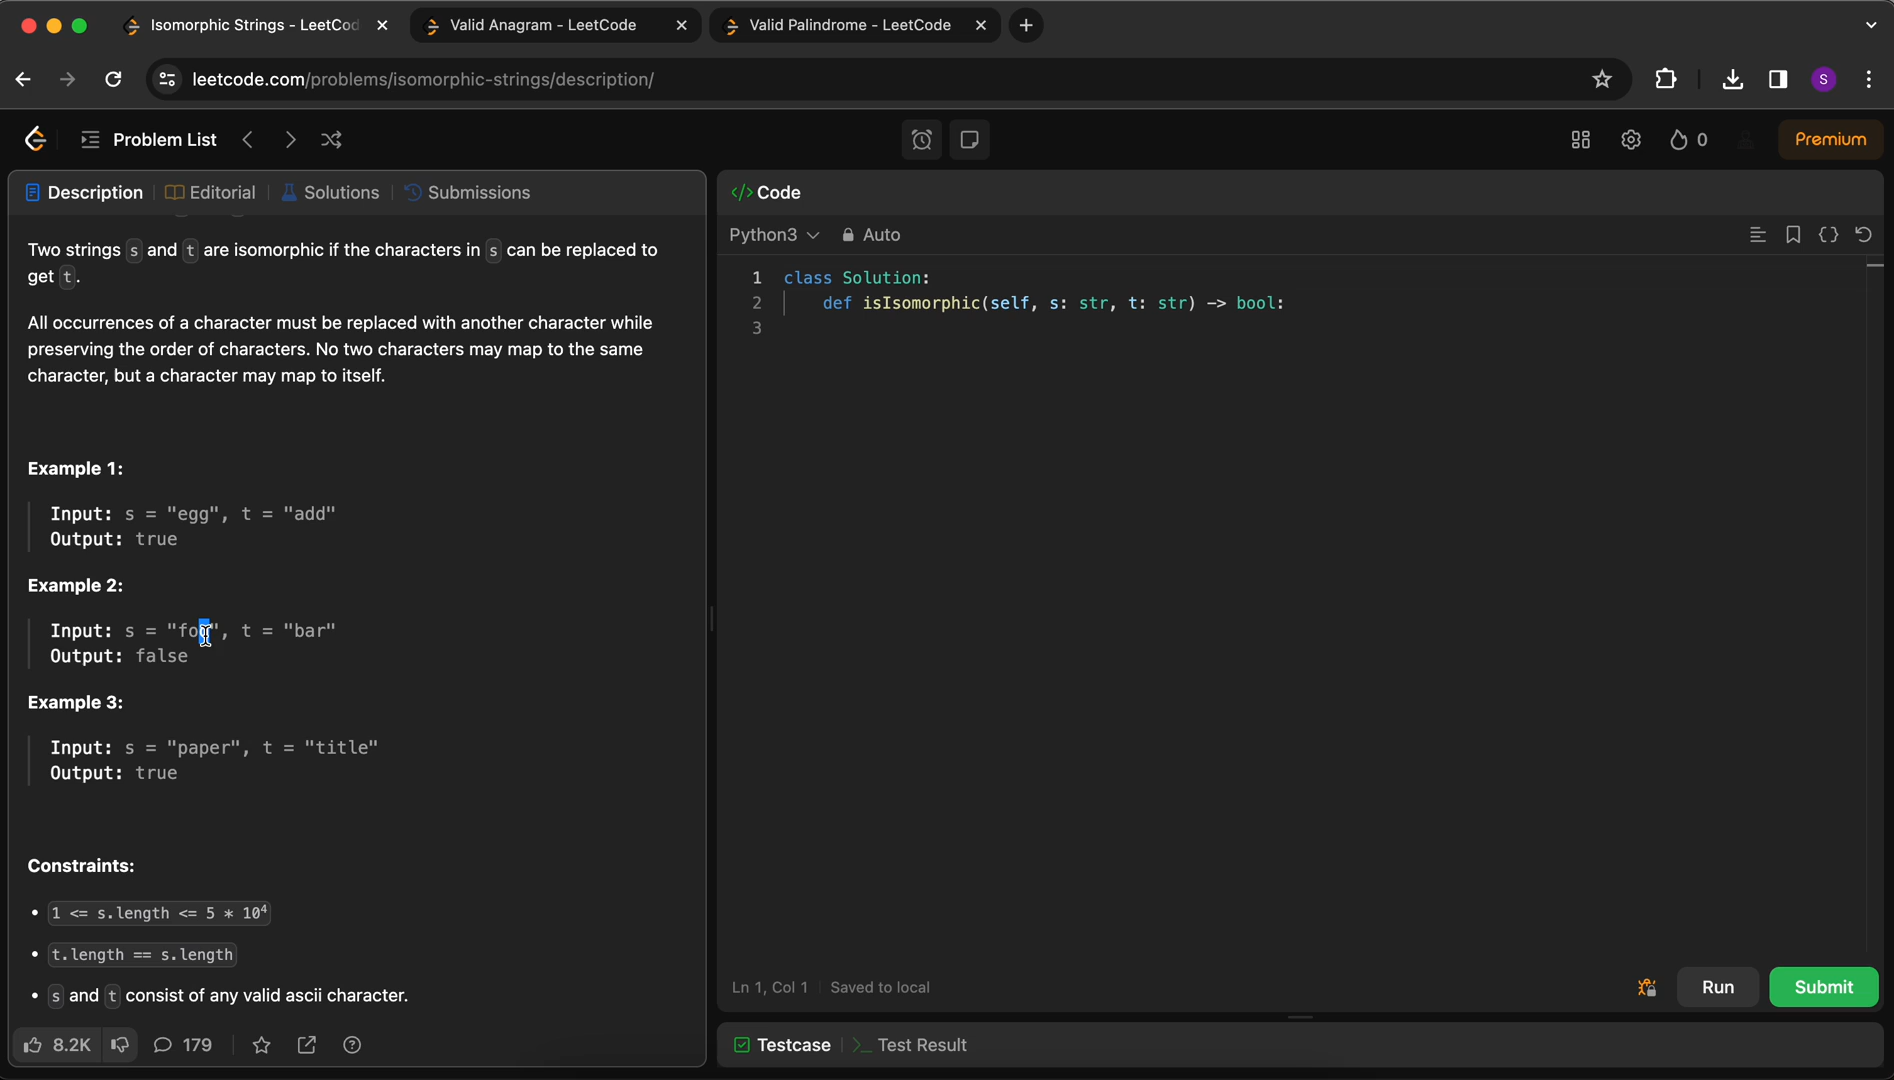 Isomorphic Strings - LeetCod
Valid Anagram - LeetCode
Valid Palindrome - LeetCode
leetcode.com/problems/isomorphic-strings/description/
S
Problem List
0
Premium
Description
Editorial
Solutions
Submissions
Two strings s and t are isomorphic if the characters in s can be replaced to
get t.
All occurrences of a character must be replaced with another character while
preserving the order of characters. No two characters may map to the same
character, but a character may map to itself.
Example 1:
Input: s = "egg", t = "add"
Output: true
Example 2:
Input: s = "foo", t = "bar"
Output: false
Example 3:
Input: s = "paper", t = "title"
Output: true
Constraints:
• 1 <= s.length <= 5 * 10⁴
• t.length == s.length
• s and t consist of any valid ascii character.
8.2K
179
</> Code
Python3
Auto
1 class Solution:
2 def isIsomorphic(self, s: str, t: str) -> bool:
3
Ln 1, Col 1
Saved to local
Run
Submit
Testcase
>_ Test Result